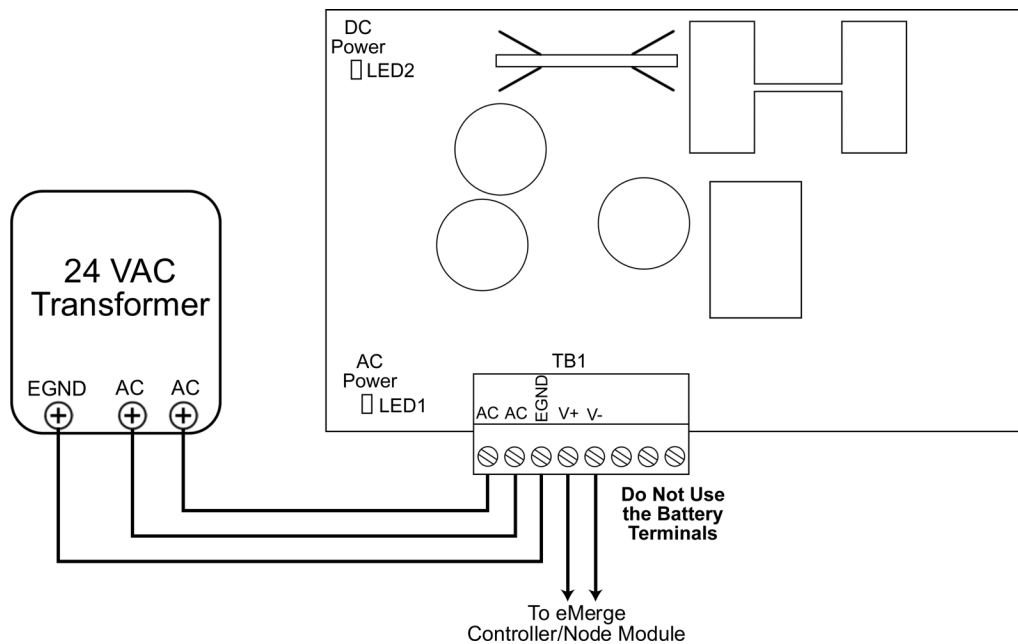 DC
Power
LED2
24 VAC
Transformer
EGND AC AC
AC
Power
LED1
TB1
AC AC EGND V+ V-
Do Not Use
the Battery
Terminals
To eMerge
Controller/Node Module